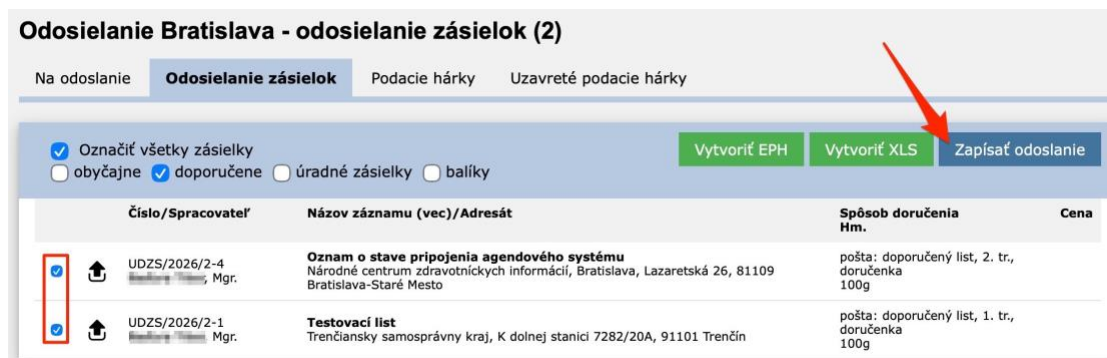 Odosielanie Bratislava - odosielanie zásielok (2)
Na odoslanie Odosielanie zásielok Podacie hárky Uzavreté podacie hárky
Označiť všetky zásielky
obyčajne doporučene úradné zásielky balíky
Vytvoriť EPH Vytvoriť XLS Zapísať odoslanie
Číslo/Spracovateľ Názov záznamu (vec)/Adresát Spôsob doručenia Cena
Hm.
UDZS/2026/2-4
, Mgr.
Oznam o stave pripojenia agendového systému
Národné centrum zdravotníckych informácií, Bratislava, Lazaretská 26, 81109
Bratislava-Staré Mesto
pošta: doporučený list, 2. tr.,
doručenka
100g
UDZS/2026/2-1
Mgr.
Testovací list
Trenčiansky samosprávny kraj, K dolnej stanici 7282/20A, 91101 Trenčín
pošta: doporučený list, 1. tr.,
doručenka
100g